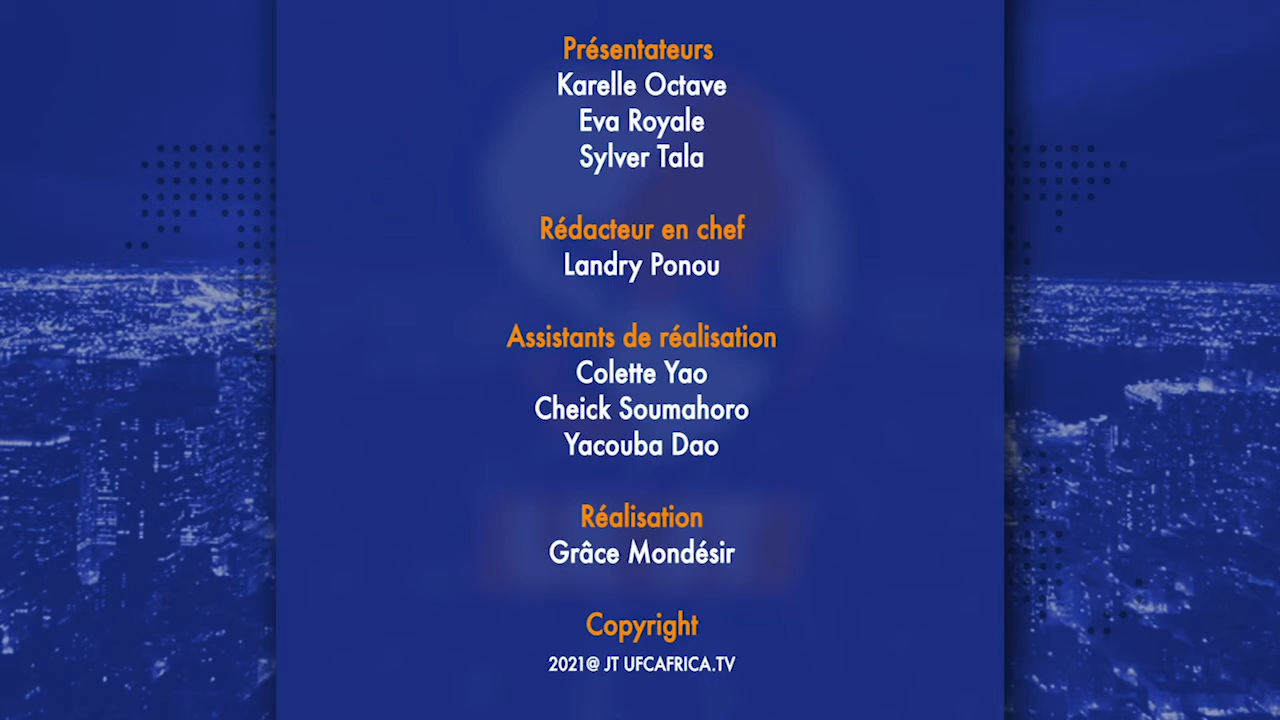 Présentateurs
Karelle Octave
Eva Royale
Sylver Tala
Rédacteur en chef
Landry Ponou
Assistants de réalisation
Colette Yao
Cheick Soumahoro
Yacouba Dao
Réalisation
Grâce Mondésir
Copyright
2021@ JT UFCAFRICA.TV